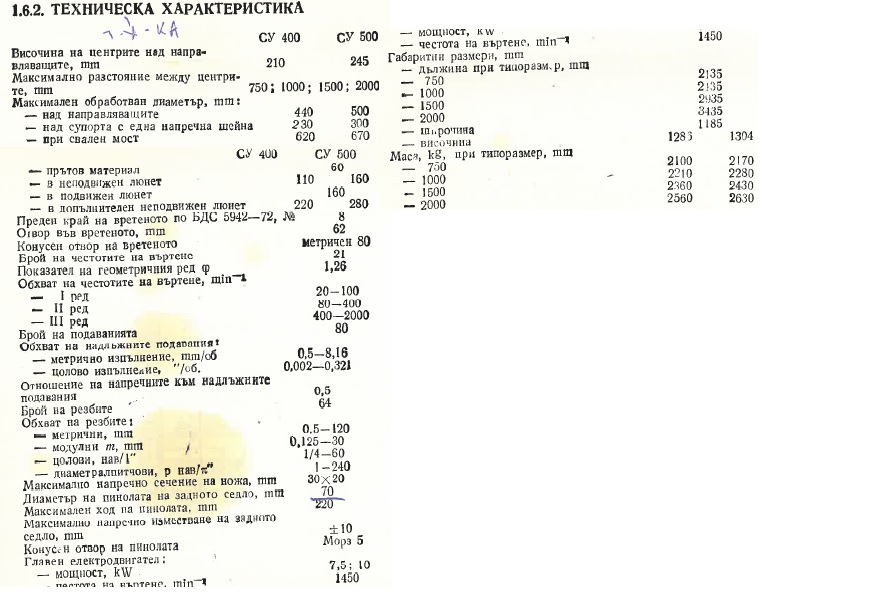 1.6.2. ТЕХНИЧЕСКА ХАРАКТЕРИСТИКА
СУ 400 СУ 500
Височина на центрите над направляващите, mm 210 245
Максимално разстояние между центрите, mm 750; 1000; 1500; 2000
Максимален обработван диаметър, mm:
— над направляващите 440 500
— над супорта с една напречна шейна 230 300
— при свален мост 620 670
СУ 400 СУ 500
— прътов материал 60
— в неподвижен люнет 110 160
— в подвижен люнет 160
— в допълнителен неподвижен люнет 220 280
Преден край на вретеното по БДС 5942—72, № 8
Отвор във вретеното, mm 62
Конусен отвор на вретеното метричен 80
Брой на честотите на въртене 21
Показател на геометричния ред φ 1,26
Обхват на честотите на въртене, min⁻¹
— I ред 20—100
— II ред 80—400
— III ред 400—2000
Брой на подаванията 80
Обхват на надлъжните подавания:
— метрично изпълнение, mm/об 0,5—8,16
— цолово изпълнение, "/об. 0,002—0,321
Отношение на напречните към надлъжните
подавания 0,5
Брой на резбите 64
Обхват на резбите:
— метрични, mm 0,5—120
— модулни m, mm 0,125—30
— цолови, нав/1" 1/4—60
— диаметралпитчови, p нав/π" 1—240
Максимално напречно сечение на ножа, mm 30×20
Диаметър на пинолата на задното седло, mm 70
Максимален ход на пинолата, mm 220
Максимално напречно изместване на задното
седло, mm ±10
Конусен отвор на пинолата Морз 5
Главен електродвигател:
— мощност, kW 7,5; 10
— честота на въртене, min⁻¹ 1450
— мощност, kW
— честота на въртене, min⁻¹ 1450
Габаритни размери, mm
— дължина при типоразмер, mm
— 750 2135
— 1000 2135
— 1500 2935
— 2000 3435
— широчина 1185
— височина 1285 1304
Маса, kg, при типоразмер, mm
— 750 2100 2170
— 1000 2210 2280
— 1500 2360 2430
— 2000 2560 2630